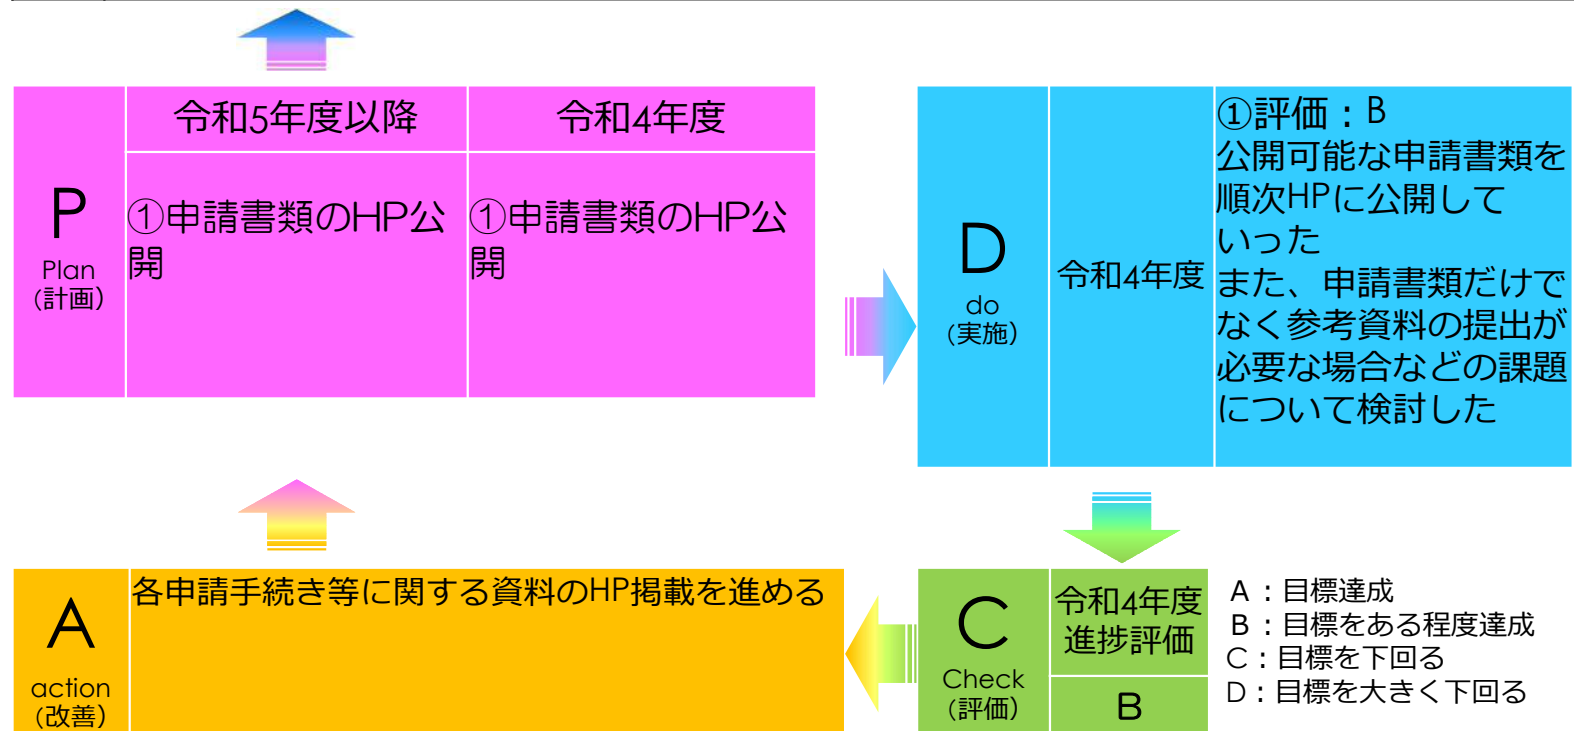 P
Plan
(計画)
令和5年度以降
令和4年度
①申請書類のHP公
開
①申請書類のHP公
開
D
do
(実施)
令和4年度
①評価：B
公開可能な申請書類を
順次HPに公開して
いった
また、申請書類だけで
なく参考資料の提出が
必要な場合などの課題
について検討した
C
Check
(評価)
令和4年度
進捗評価
B
A：目標達成
B：目標をある程度達成
C：目標を下回る
D：目標を大きく下回る
A
action
(改善)
各申請手続き等に関する資料のHP掲載を進める